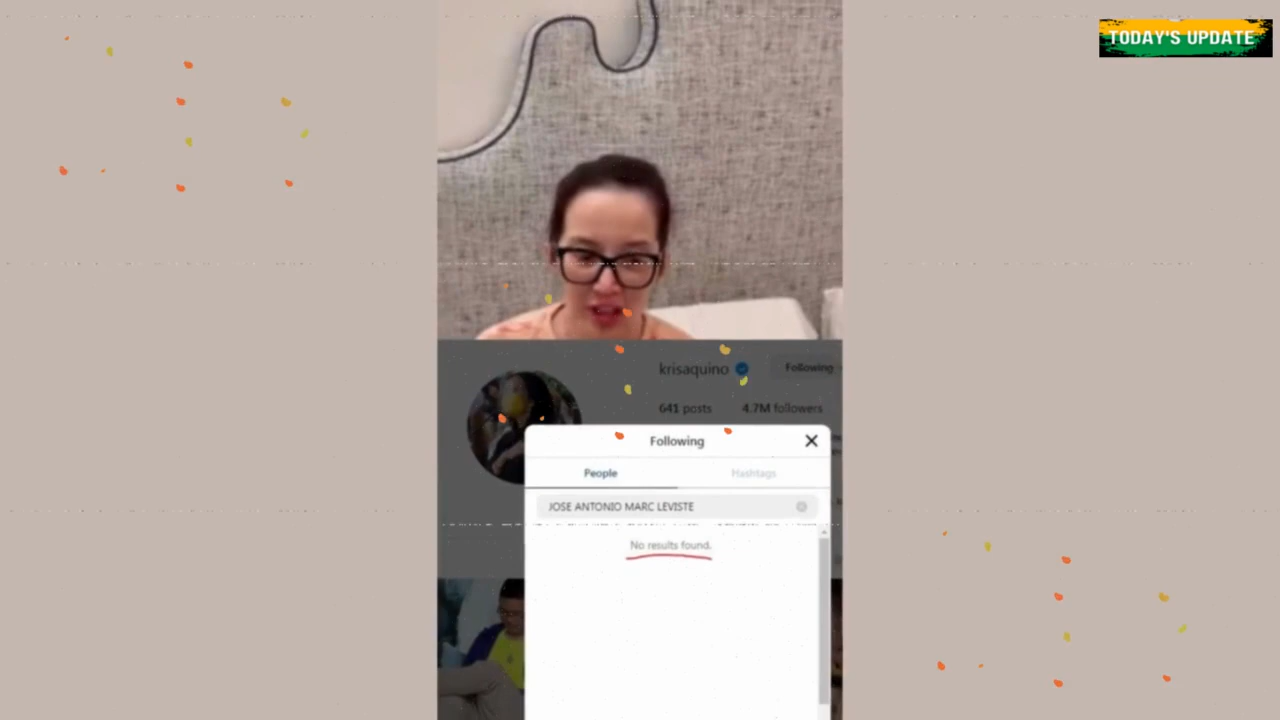 TODAY'S UPDATE
krisaquino
Following
641 posts
4.7M followers
Following
People
Hashtags
JOSE ANTONIO MARC LEVISTE
No results found.